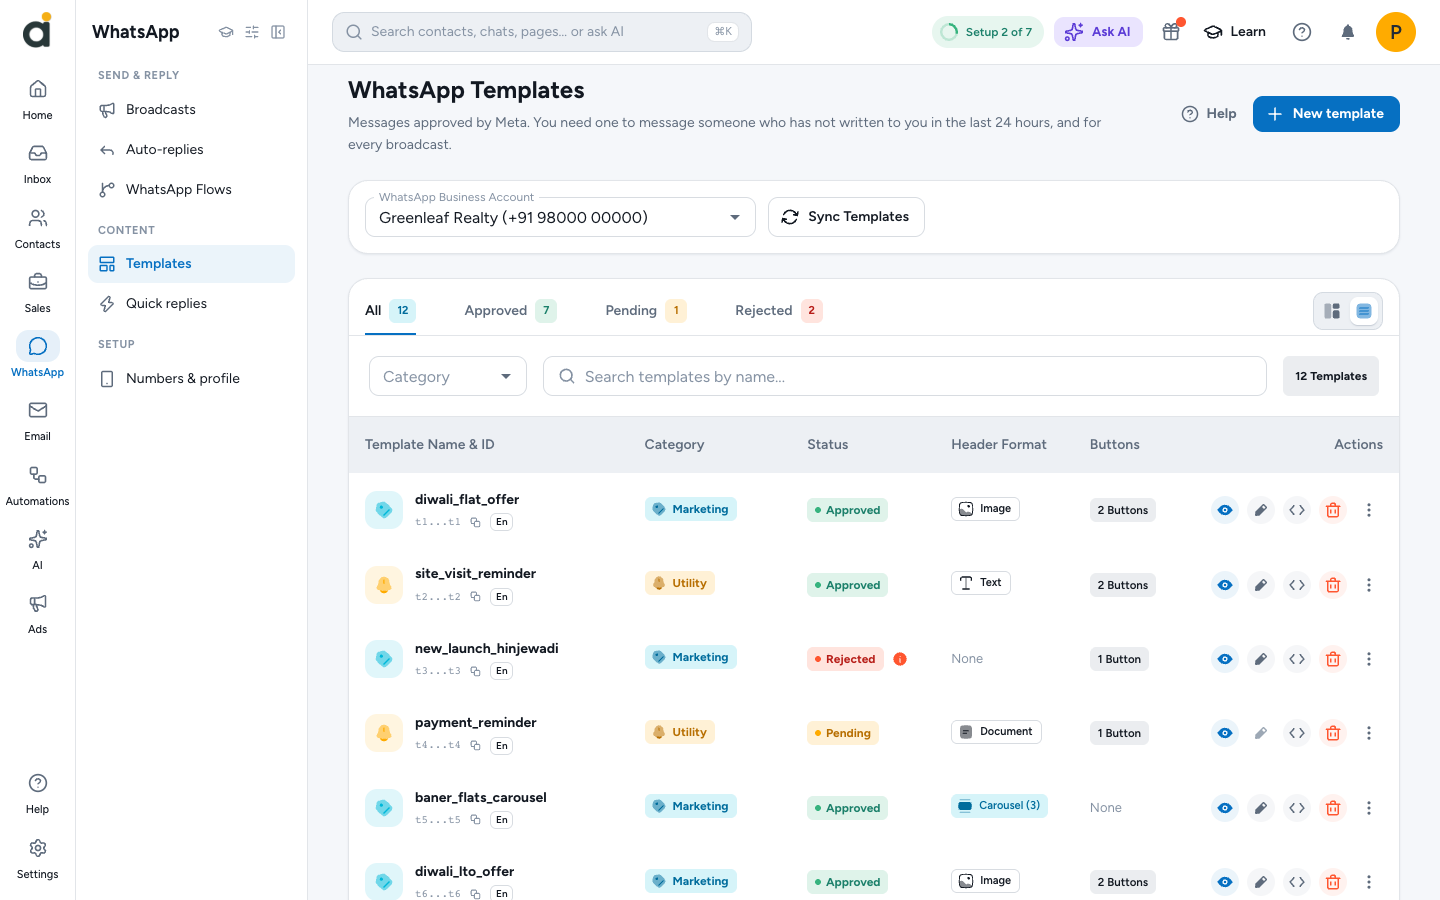 WhatsApp
Search contacts, chats, pages... or ask AI
⌘K
Setup 2 of 7
Ask AI
Learn
P
Home
Inbox
Contacts
Sales
WhatsApp
Email
Automations
AI
Ads
Help
Settings
SEND & REPLY
Broadcasts
Auto-replies
WhatsApp Flows
CONTENT
Templates
Quick replies
SETUP
Numbers & profile
WhatsApp Templates
Messages approved by Meta. You need one to message someone who has not written to you in the last 24 hours, and for
every broadcast.
Help
New template
WhatsApp Business Account
Greenleaf Realty (+91 98000 00000)
Sync Templates
All 12
Approved 7
Pending 1
Rejected 2
Category
Search templates by name...
12 Templates
Template Name & ID Category Status Header Format Buttons Actions
diwali_flat_offer
t1...t1 En
Marketing
Approved
Image
2 Buttons
site_visit_reminder
t2...t2 En
Utility
Approved
Text
2 Buttons
new_launch_hinjewadi
t3...t3 En
Marketing
Rejected
None
1 Button
payment_reminder
t4...t4 En
Utility
Pending
Document
1 Button
baner_flats_carousel
t5...t5 En
Marketing
Approved
Carousel (3)
None
diwali_lto_offer
t6...t6 En
Marketing
Approved
Image
2 Buttons